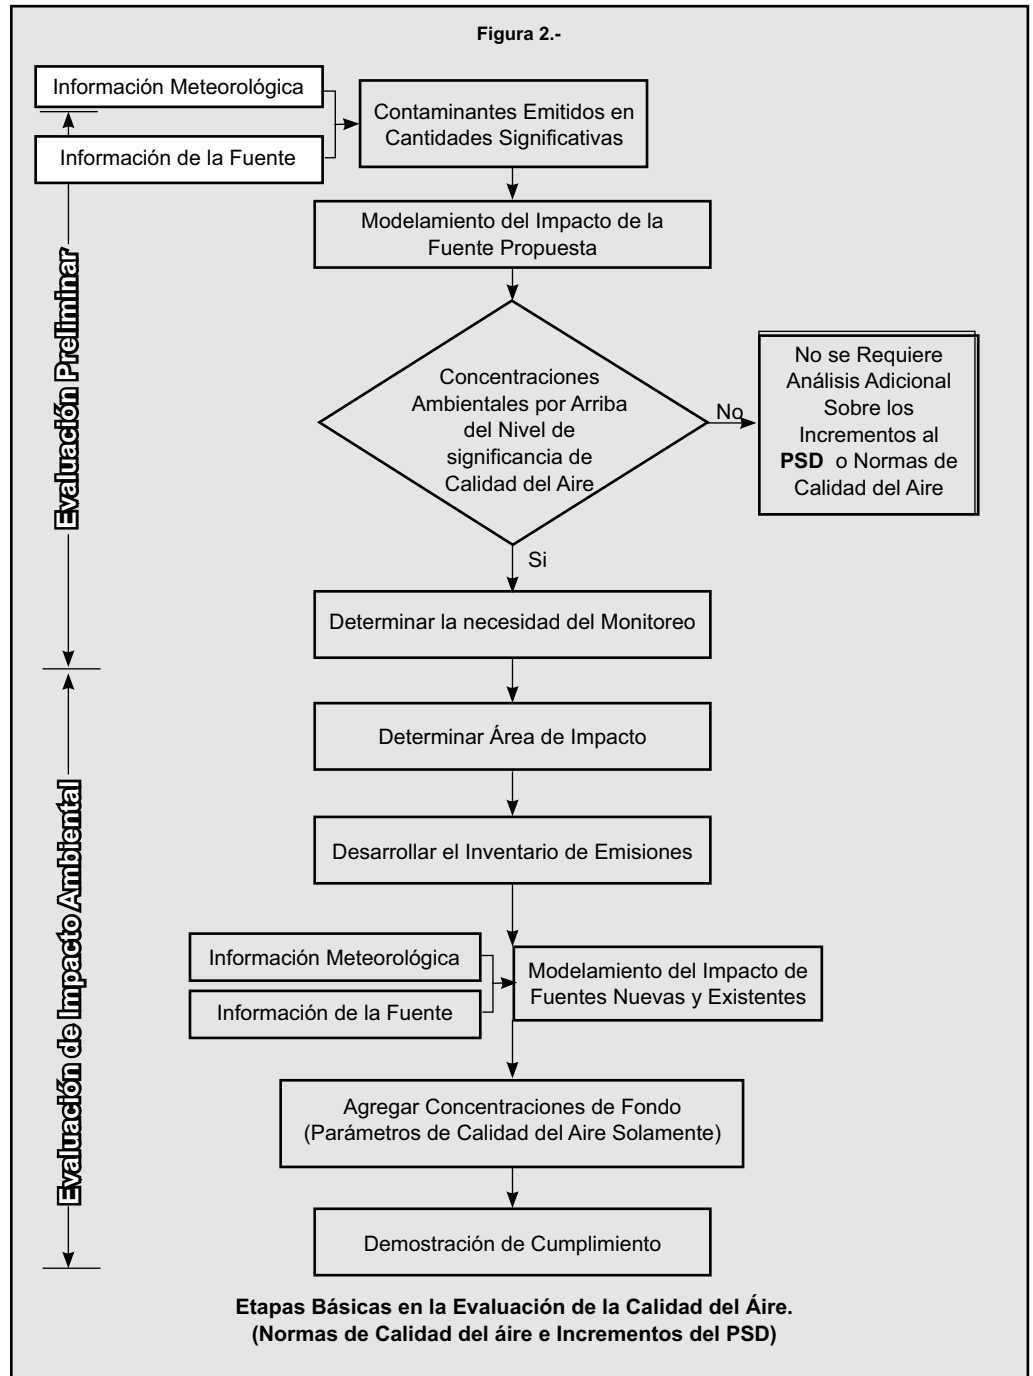 Figura 2.-
Información Meteorológica
Información de la Fuente
Contaminantes Emitidos en
Cantidades Significativas
Modelamiento del Impacto de la
Fuente Propuesta
Evaluación Preliminar
Concentraciones
Ambientales por Arriba
del Nivel de
significancia de
Calidad del Aire
No
No se Requiere
Análisis Adicional
Sobre los
Incrementos al
PSD o Normas de
Calidad del Aire
Si
Determinar la necesidad del Monitoreo
Determinar Área de Impacto
Desarrollar el Inventario de Emisiones
Evaluación de Impacto Ambiental
Información Meteorológica
Información de la Fuente
Modelamiento del Impacto de
Fuentes Nuevas y Existentes
Agregar Concentraciones de Fondo
(Parámetros de Calidad del Aire Solamente)
Demostración de Cumplimiento
Etapas Básicas en la Evaluación de la Calidad del Áire.
(Normas de Calidad del áire e Incrementos del PSD)